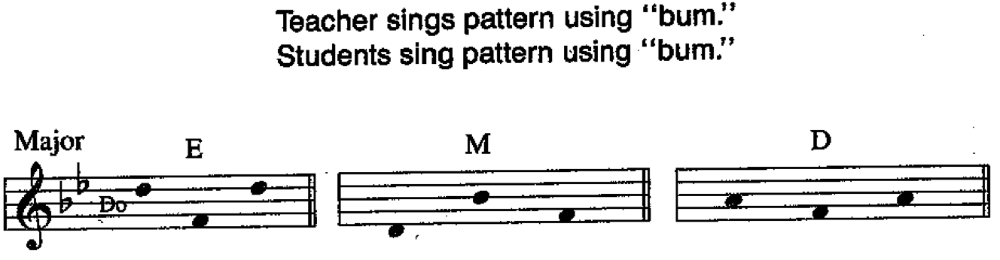 Teacher sings pattern using “bum.”
Students sing pattern using “bum.”
Major E M D
Do